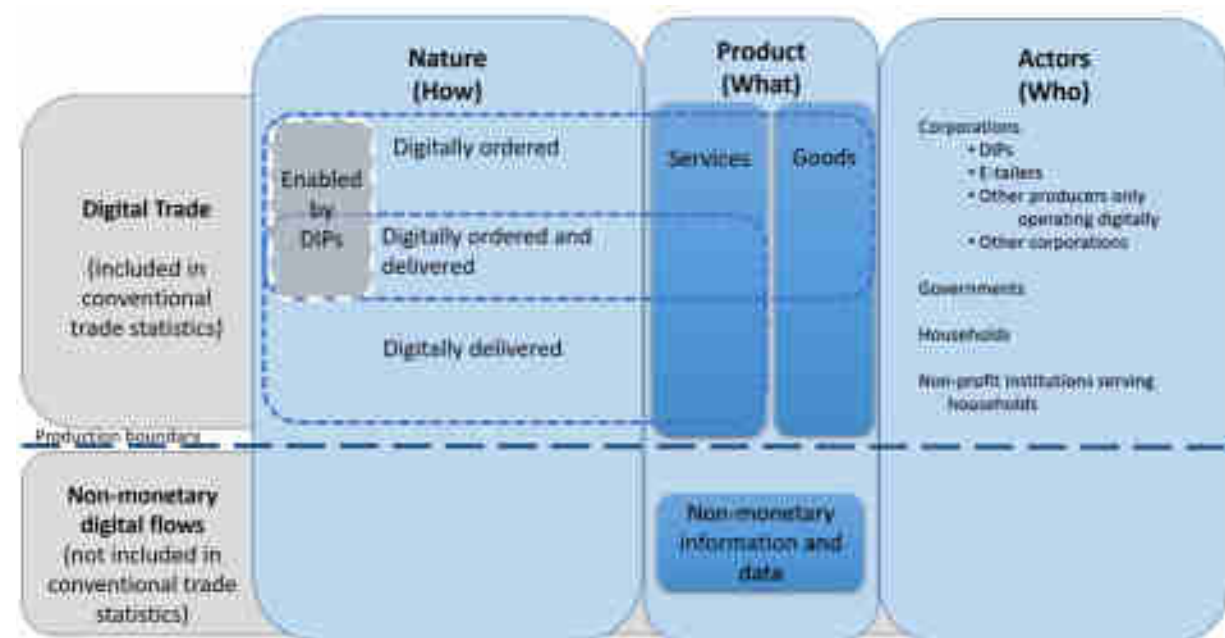 Nature
(How)
Product
(What)
Actors
(Who)
Digital Trade
(included in
conventional
trade statistics)
Enabled
by
DIPs
Digitally ordered
Digitally ordered and
delivered
Digitally delivered
Services
Goods
Corporations
• DIPs
• E-tailers
• Other producers only
operating digitally
• Other corporations
Governments
Households
Non-profit institutions serving
households
Production boundary
Non-monetary
digital flows
(not included in
conventional trade
statistics)
Non-monetary
information and
data